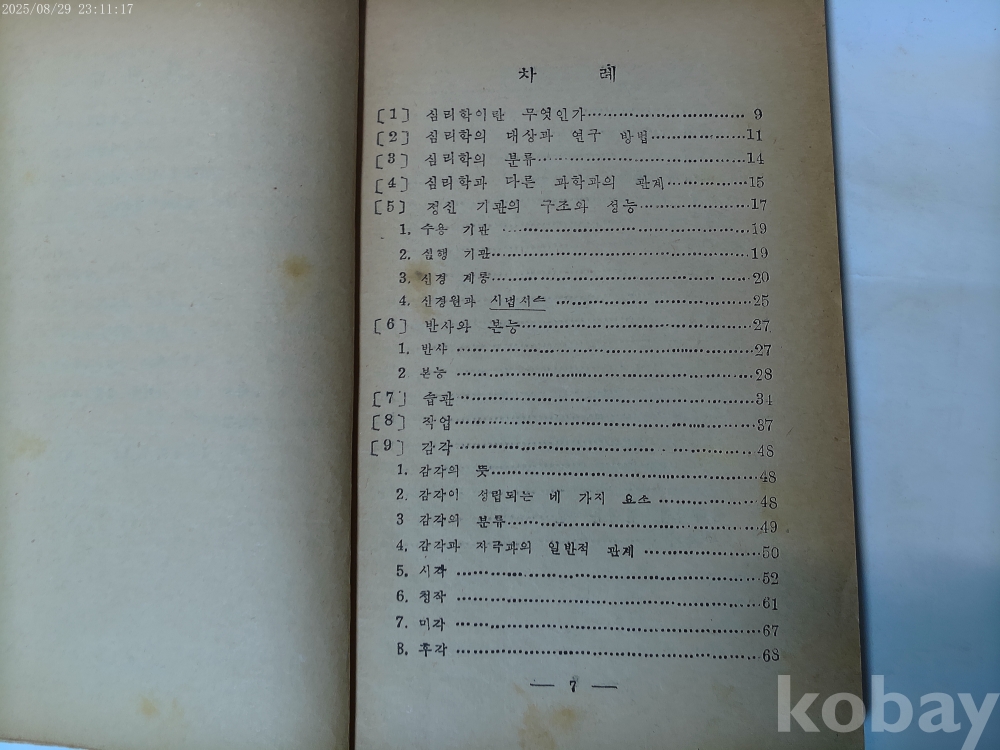 2025/08/29 23:11:17
차 례
[1] 심리학이란 무엇인가 9
[2] 심리학의 대상과 연구 방법 11
[3] 심리학의 분류 14
[4] 심리학과 다른 과학과의 관계 15
[5] 정신 기관의 구조와 성능 17
1. 수용 기관 19
2. 실행 기관 19
3. 신경 계통 20
4. 신경원과 시냅시스 25
[6] 반사와 본능 27
1. 반사 27
2 본능 28
[7] 습관 34
[8] 작업 37
[9] 감각 48
1. 감각의 뜻 48
2. 감각이 성립되는 네 가지 요소 48
3 감각의 분류 49
4. 감각과 자극과의 일반적 관계 50
5. 시각 52
6. 청작 61
7. 미각 67
8. 후각 68
— 7 —
kobay